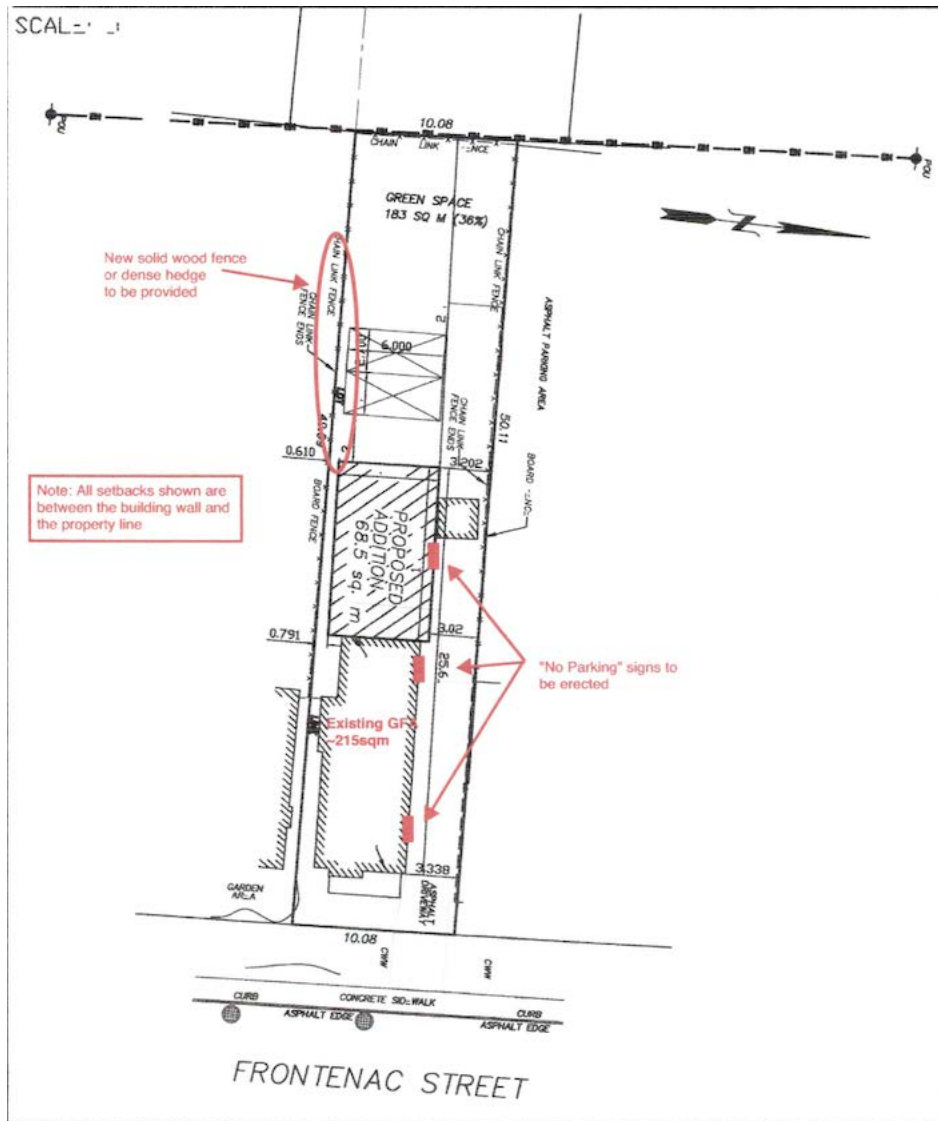 10.08
POU
POU
CHAIN LINK
GREEN SPACE
183 SQ M (36%)
CHAIN LINK FENCE
New solid wood fence
or dense hedge
to be provided
CHAIN LINK
FENCE ENDS
CHAIN LINK FENCE
ASPHALT PARKING AREA
N
2
6.000
CHAIN LINK
FENCE ENDS
50.11
0.610
3.202
Note: All setbacks shown are
between the building wall and
the property line
BOARD FENCE
BOARD
PROPOSED
ADDITION
68.5 sq. m
0.791
3.02
25.6
"No Parking" signs to
be erected
Existing GFA
~215sqm
3.338
GARDEN
ASPHALT
DRIVEWAY
10.08
CWW
CWW
CURB
CONCRETE
CURB
ASPHALT EDGE
ASPHALT EDGE
FRONTENAC STREET